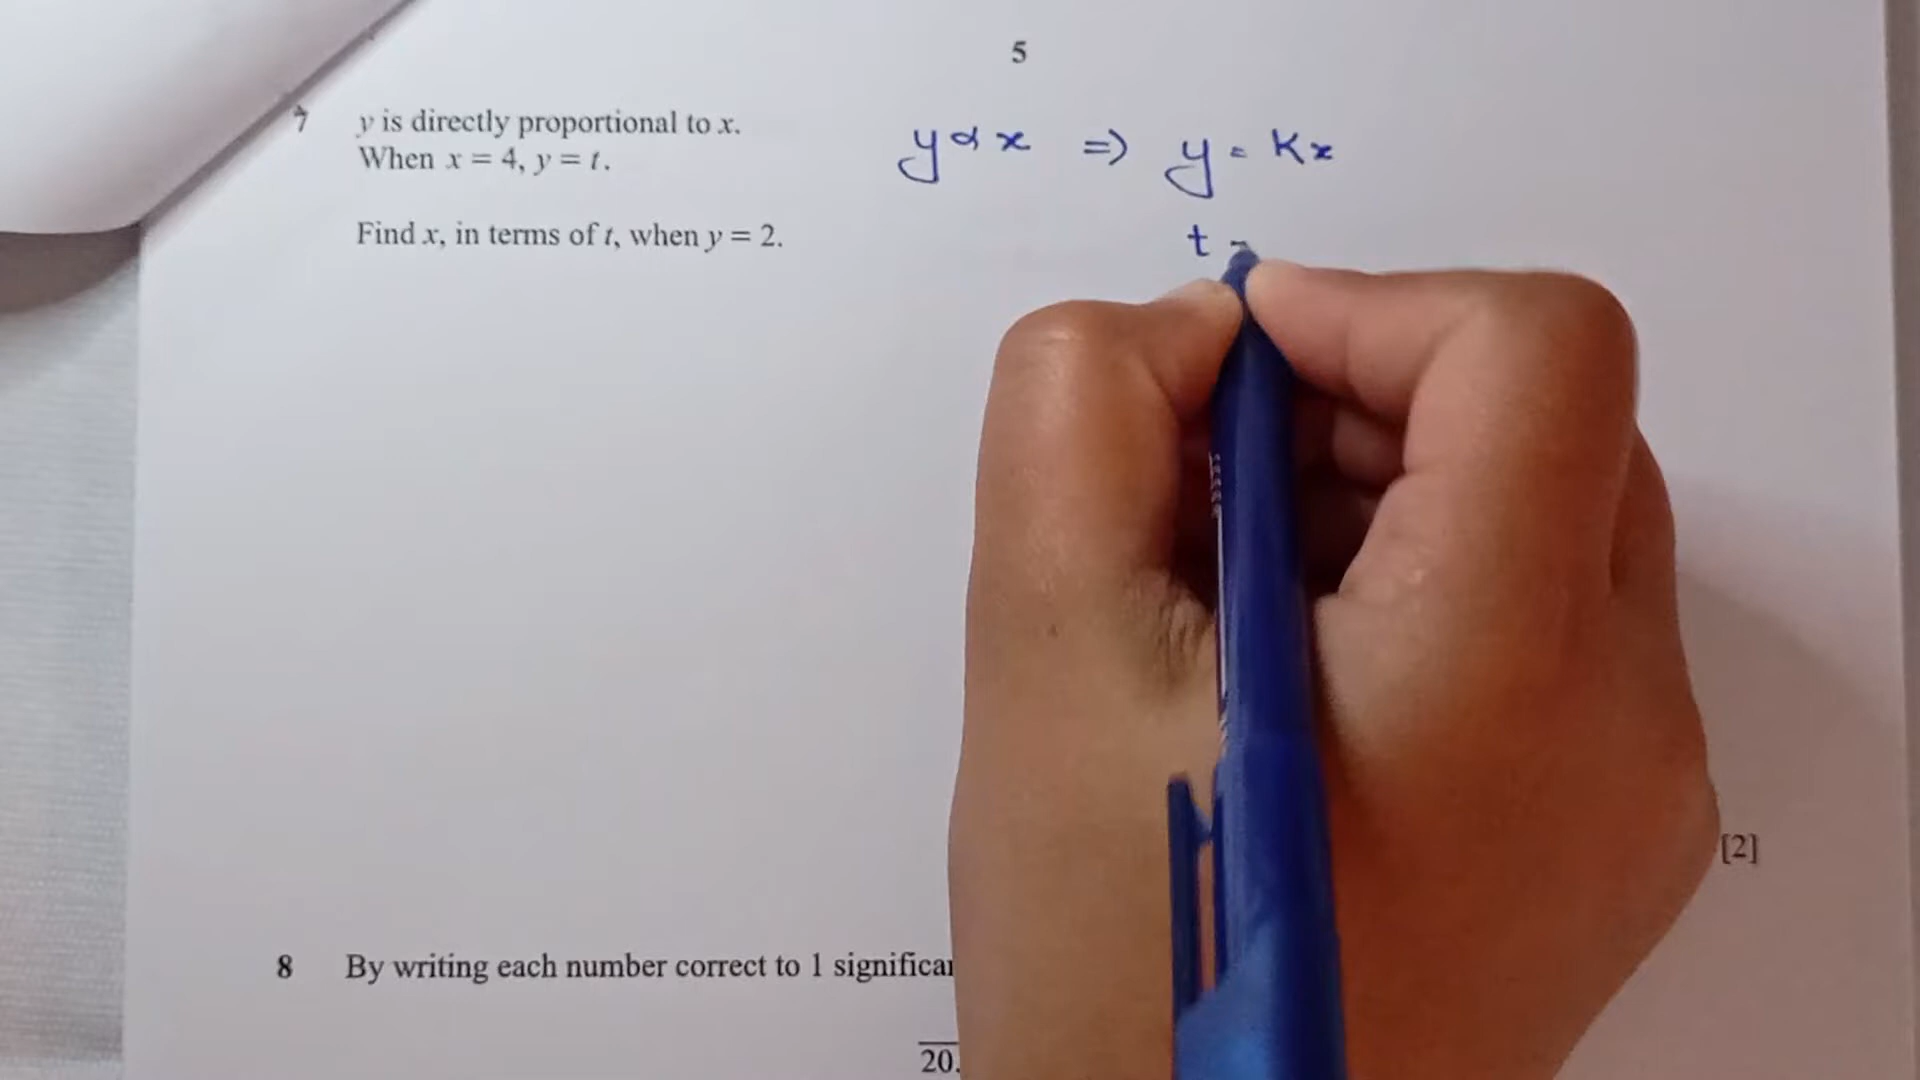 5
7 y is directly proportional to x. y ∝ x => y = Kx
When x = 4, y = t.
t =
Find x, in terms of t, when y = 2.
[2]
8 By writing each number correct to 1
20.